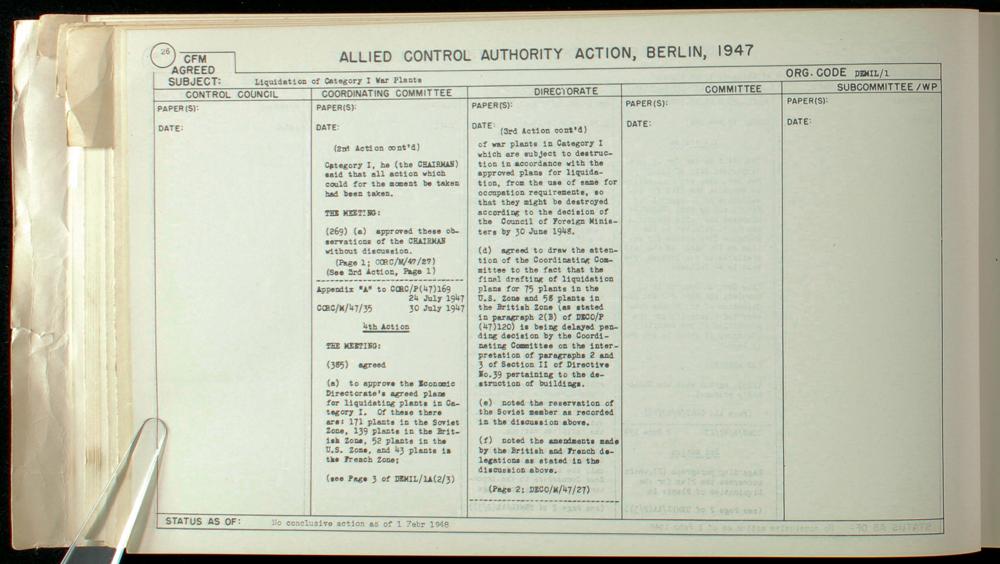 26
CFM
AGREED
ALLIED CONTROL AUTHORITY ACTION, BERLIN, 1947
SUBJECT: Liquidation of Category I War Plants
ORG. CODE DEMIL/1
CONTROL COUNCIL
COORDINATING COMMITTEE
DIRECTORATE
COMMITTEE
SUBCOMMITTEE / WP
PAPER(S):
DATE:
PAPER(S):
DATE:
(2nd Action cont'd)
Category I, he (the CHAIRMAN)
said that all action which
could for the moment be taken
had been taken.
THE MEETING:
(269) (a) approved these ob-
servations of the CHAIRMAN
without discussion.
(Page 1; CORC/M/47/27)
(See 3rd Action, Page 1)
Appendix "A" to CORC/P(47)169
24 July 1947
CORC/M/47/35 30 July 1947
4th Action
THE MEETING:
(385) agreed
(a) to approve the Economic
Directorate's agreed plans
for liquidating plants in Ca-
tegory I. Of these there
are: 171 plants in the Soviet
Zone, 139 plants in the Brit-
ish Zone, 52 plants in the
U.S. Zone, and 43 plants in
the French Zone;
(see Page 3 of DEMIL/1A(2/3)
PAPER(S):
DATE:
(3rd Action cont'd)
of war plants in Category I
which are subject to destruc-
tion in accordance with the
approved plans for liquida-
tion, from the use of same for
occupation requirements, so
that they might be destroyed
according to the decision of
the Council of Foreign Minis-
ters by 30 June 1948.
(d) agreed to draw the atten-
tion of the Coordinating Com-
mittee to the fact that the
final drafting of liquidation
plans for 75 plants in the
U.S. Zone and 58 plants in
the British Zone (as stated
in paragraph 2(B) of DECO/P
(47)120) is being delayed pen-
ding decision by the Coordi-
nating Committee on the inter-
pretation of paragraphs 2 and
3 of Section II of Directive
No.39 pertaining to the de-
struction of buildings.
(e) noted the reservation of
the Soviet member as recorded
in the discussion above.
(f) noted the amendments made
by the British and French de-
legations as stated in the
discussion above.
(Page 2; DECO/M/47/27)
PAPER(S):
DATE:
PAPER(S):
DATE:
STATUS AS OF: No conclusive action as of 1 Febr 1948